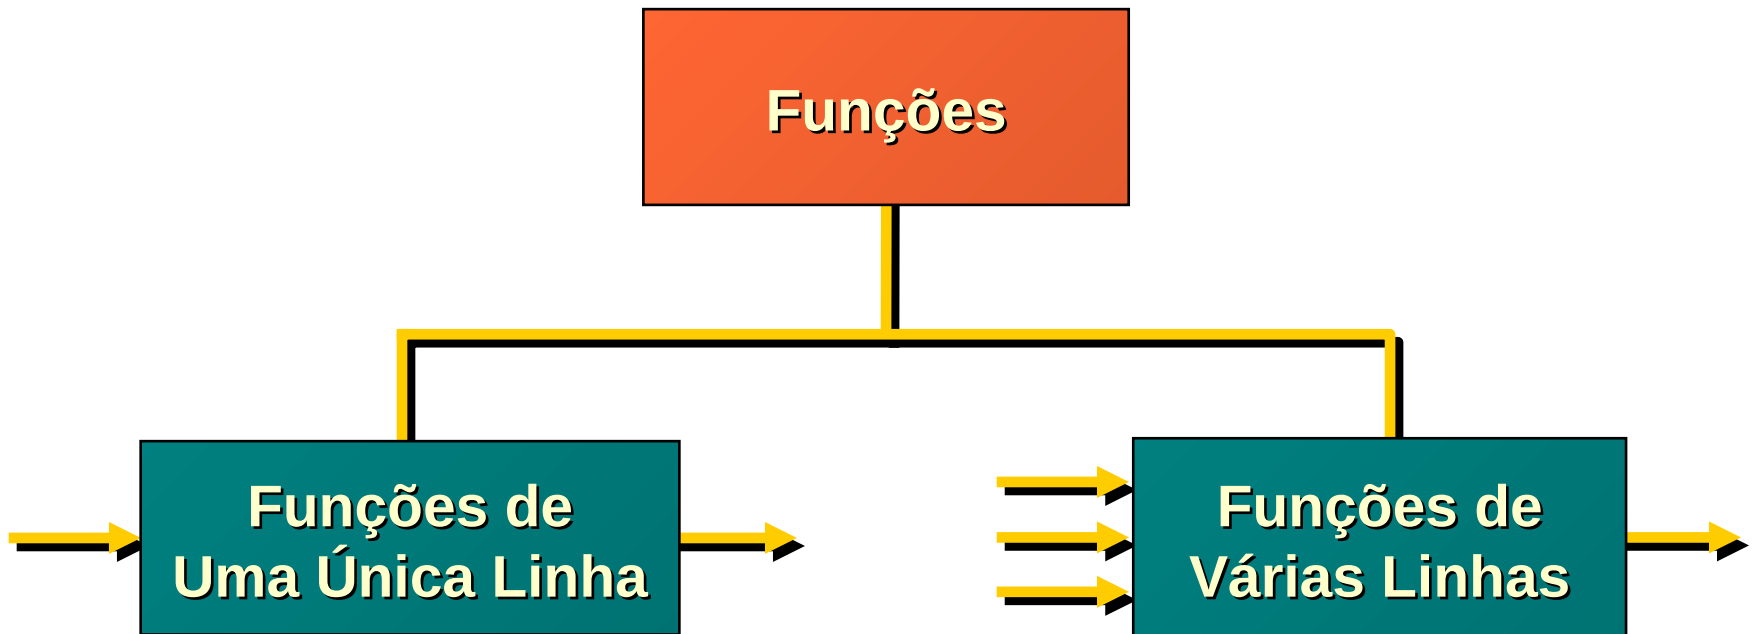 Funções
Funções de
Uma Única Linha
Funções de
Várias Linhas